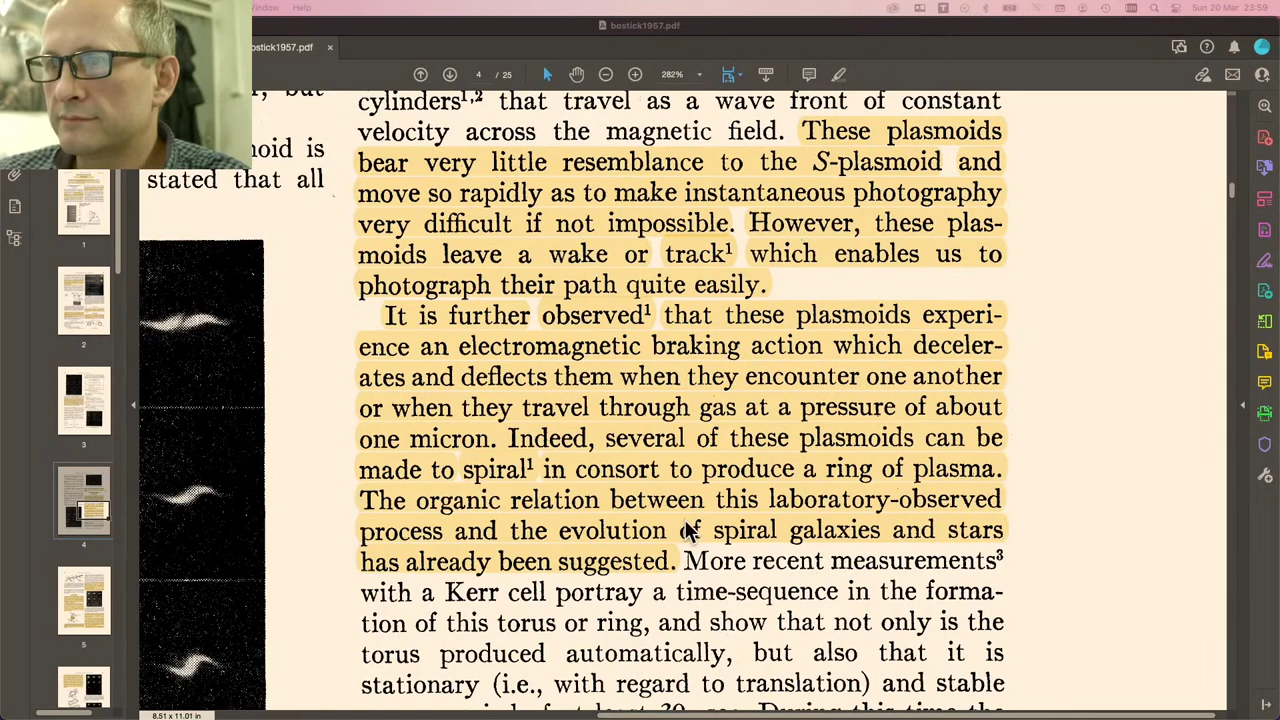 Window
Help
Sun 20 Mar 23:59
bostick1957.pdf
ostick1957.pdf
4 / 25
282%
, but
noid is
stated that all
cylinders¹,² that travel as a wave front of constant
velocity across the magnetic field. These plasmoids
bear very little resemblance to the S-plasmoid and
move so rapidly as to make instantaneous photography
very difficult if not impossible. However, these plas-
moids leave a wake or track¹ which enables us to
photograph their path quite easily.
It is further observed¹ that these plasmoids experi-
ence an electromagnetic braking action which deceler-
ates and deflects them when they encounter one another
or when they travel through gas at a pressure of about
one micron. Indeed, several of these plasmoids can be
made to spiral¹ in consort to produce a ring of plasma.
The organic relation between this laboratory-observed
process and the evolution of spiral galaxies and stars
has already been suggested. More recent measurements³
with a Kerr cell portray a time-sequence in the forma-
tion of this torus or ring, and show that not only is the
torus produced automatically, but also that it is
stationary (i.e., with regard to translation) and stable
1
2
3
4
5
8.51 x 11.01 in